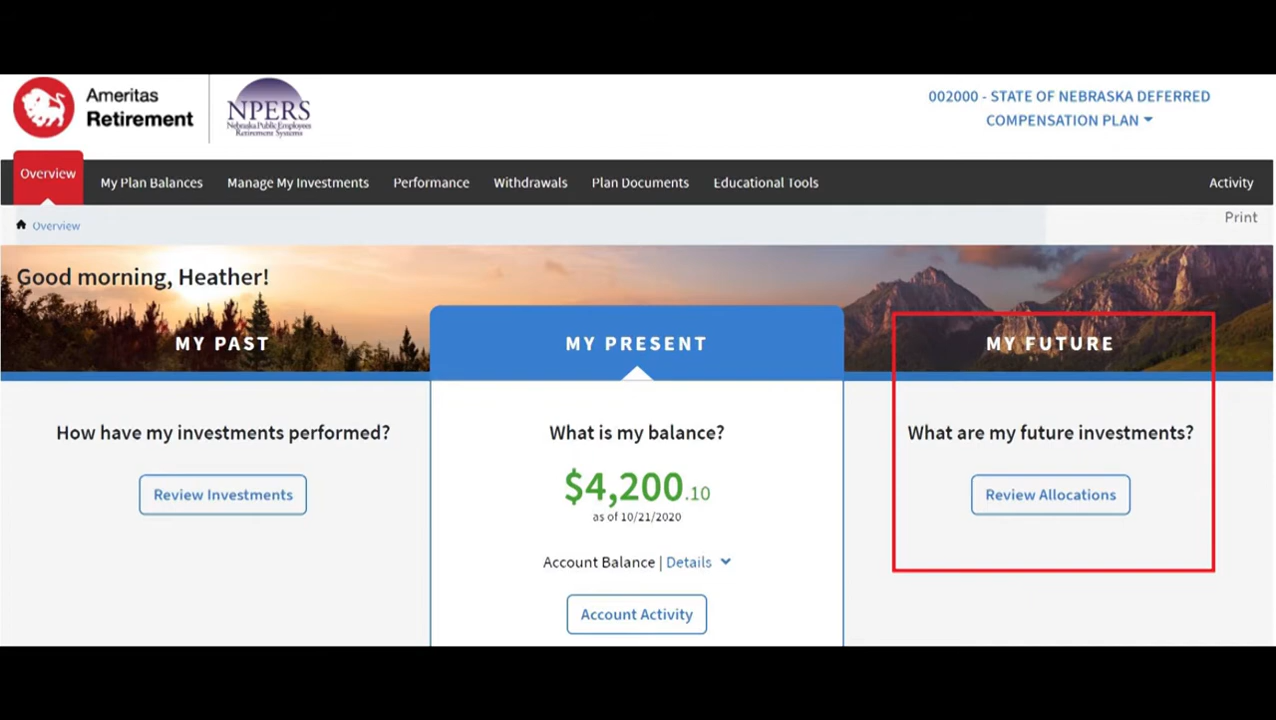 Ameritas
Retirement
NPERS
Nebraska Public Employees
Retirement Systems
002000 - STATE OF NEBRASKA DEFERRED
COMPENSATION PLAN
Overview
My Plan Balances
Manage My Investments
Performance
Withdrawals
Plan Documents
Educational Tools
Activity
Overview
Print
Good morning, Heather!
MY PAST
MY PRESENT
MY FUTURE
How have my investments performed?
Review Investments
What is my balance?
$4,200.10
as of 10/21/2020
Account Balance | Details
Account Activity
What are my future investments?
Review Allocations